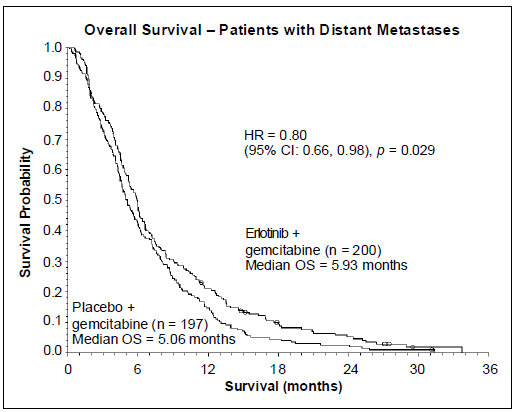 Overall Survival – Patients with Distant Metastases
1.0
0.9
0.8
0.7
0.6
0.5
0.4
0.3
0.2
0.1
0.0
Survival Probability
HR = 0.80
(95% CI: 0.66, 0.98), p = 0.029
Erlotinib +
gemcitabine (n = 200)
Median OS = 5.93 months
Placebo +
gemcitabine (n = 197)
Median OS = 5.06 months
0 6 12 18 24 30 36
Survival (months)